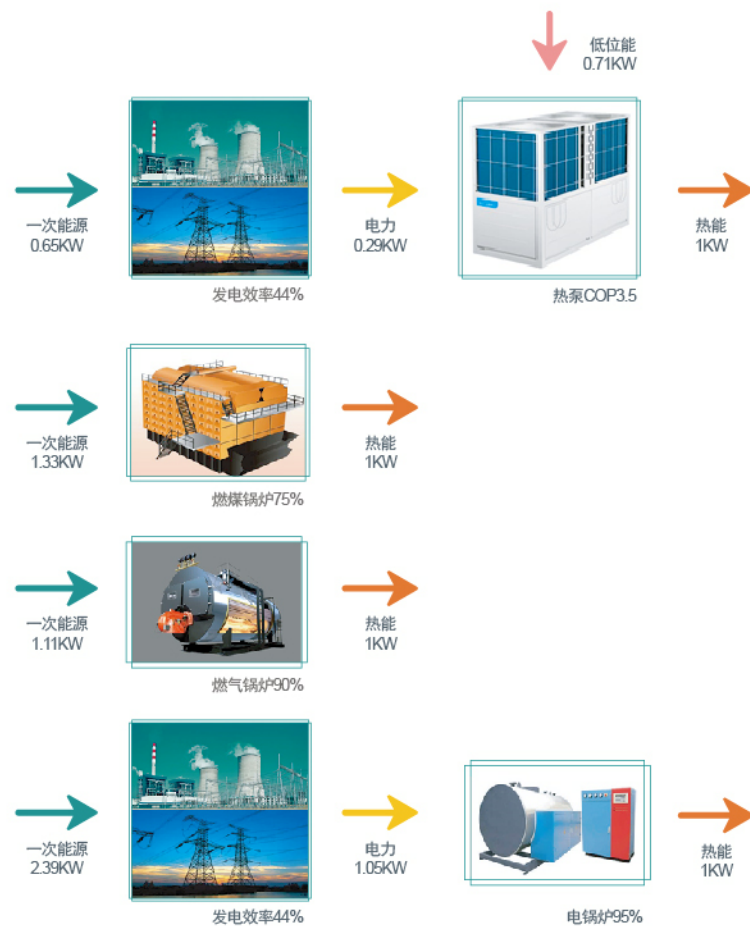 低位能
0.71KW
一次能源
0.65KW
电力
0.29KW
热能
1KW
发电效率44%
热泵COP3.5
一次能源
1.33KW
热能
1KW
燃煤锅炉75%
一次能源
1.11KW
热能
1KW
燃气锅炉90%
一次能源
2.39KW
电力
1.05KW
热能
1KW
发电效率44%
电锅炉95%